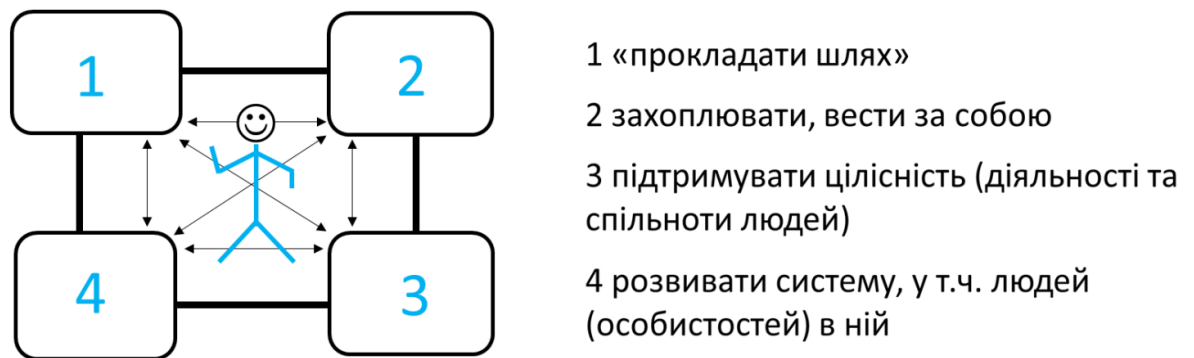 1
2
4
3
1 «прокладати шлях»
2 захоплювати, вести за собою
3 підтримувати цілісність (діяльності та
спільноти людей)
4 розвивати систему, у т.ч. людей
(особистостей) в ній